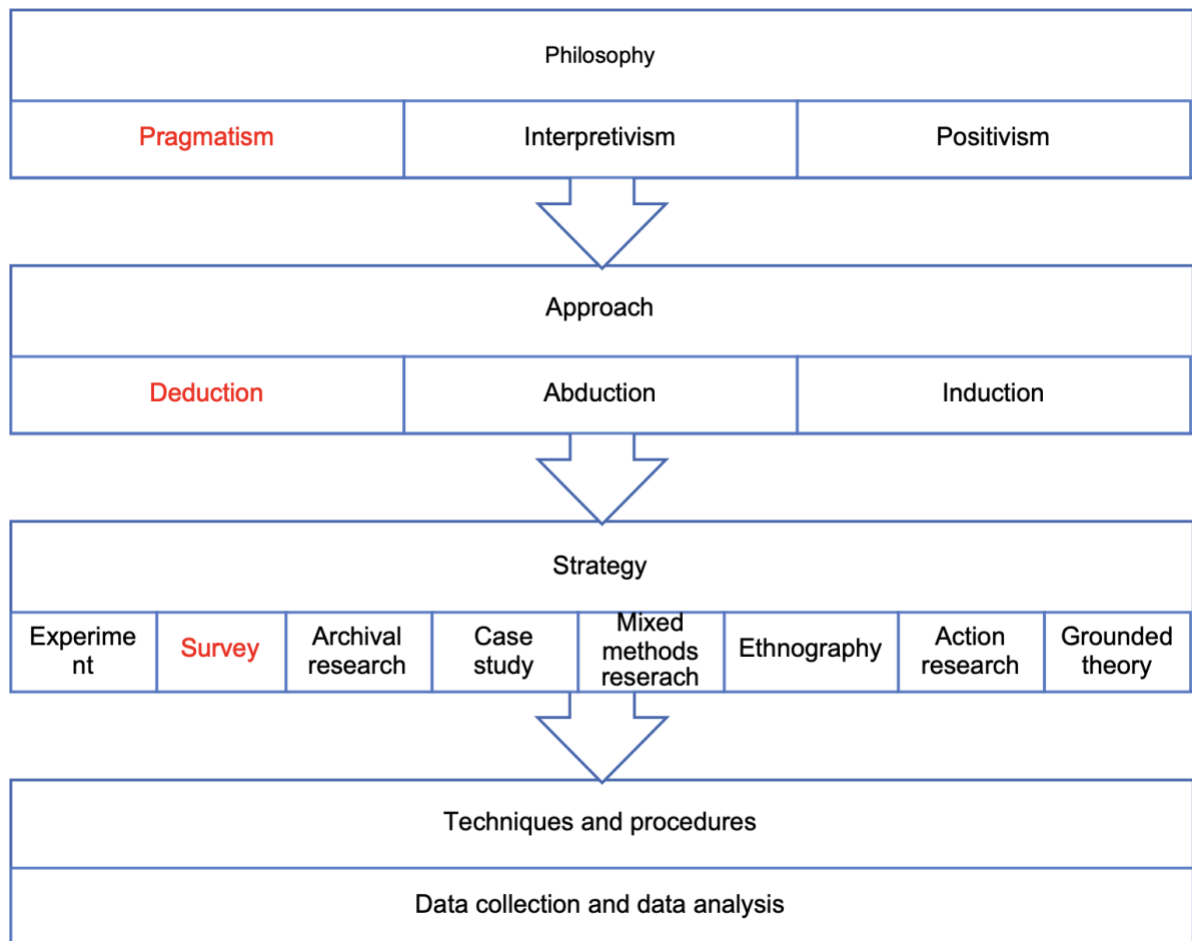 Philosophy
Pragmatism
Interpretivism
Positivism
Approach
Deduction
Abduction
Induction
Strategy
Experime
nt
Survey
Archival
research
Case
study
Mixed
methods
reserach
Ethnography
Action
research
Grounded
theory
Techniques and procedures
Data collection and data analysis